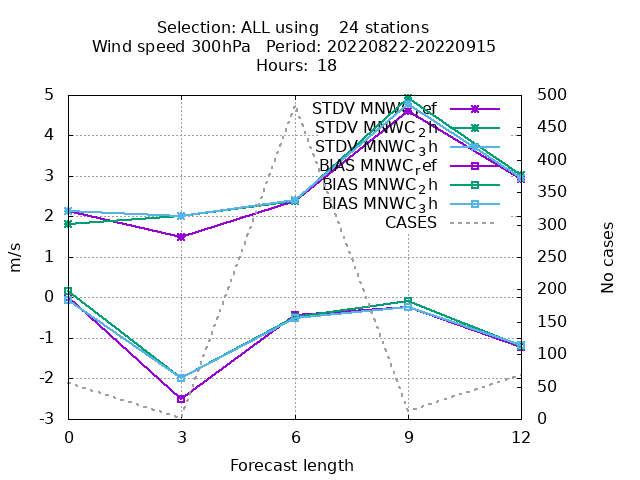 Selection: ALL using 24 stations
Wind speed 300hPa Period: 20220822-20220915
Hours: 18
5
4
3
2
1
0
-1
-2
-3
m/s
STDV MNWC_ref
STDV MNWC_2h
STDV MNWC_3h
BIAS MNWC_ref
BIAS MNWC_2h
BIAS MNWC_3h
CASES
500
450
400
350
300
250
200
150
100
50
0
No cases
0 3 6 9 12
Forecast length